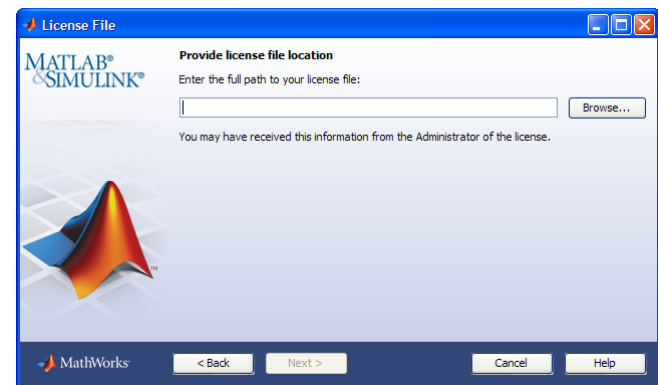 License File
MATLAB®
&SIMULINK®
Provide license file location
Enter the full path to your license file:
Browse...
You may have received this information from the Administrator of the license.
TM
MathWorks®
< Back
Next >
Cancel
Help